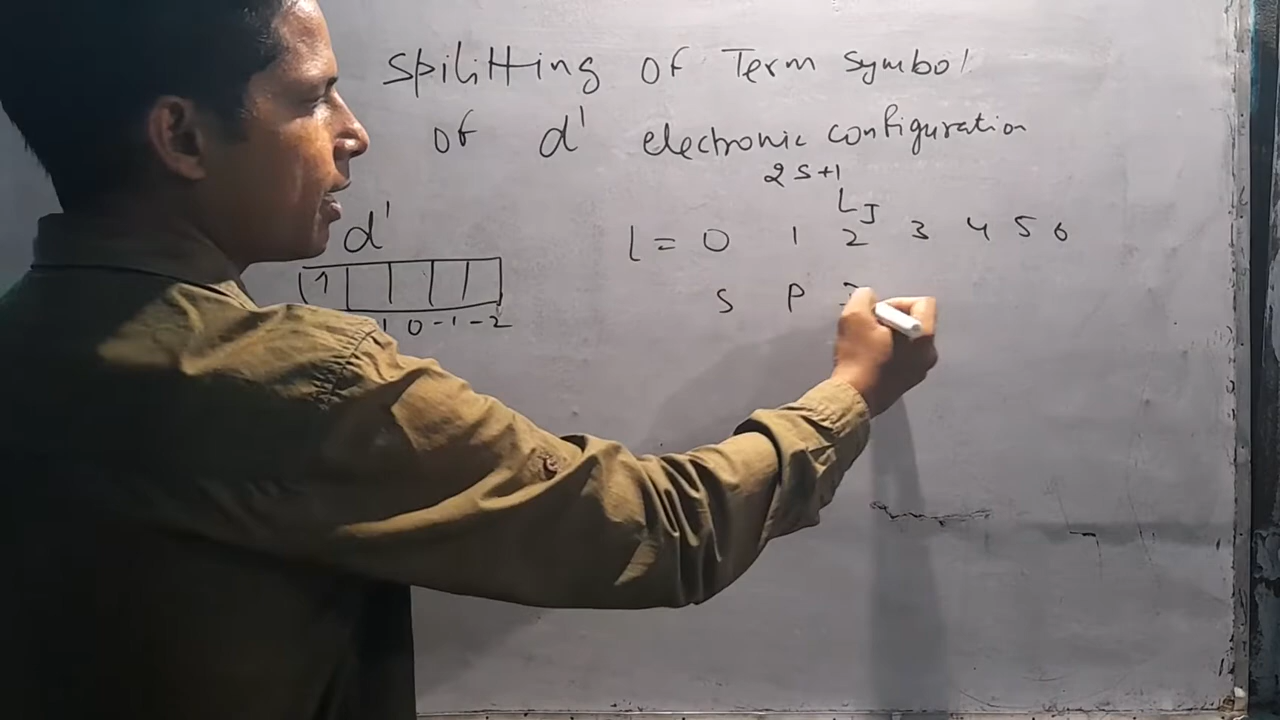 Spilitting of Term Symbol
of d¹ electronic configuration
2S+1
L J
d¹
l = 0 1 2 3 4 5 6
1
S P
1 0 -1 -2